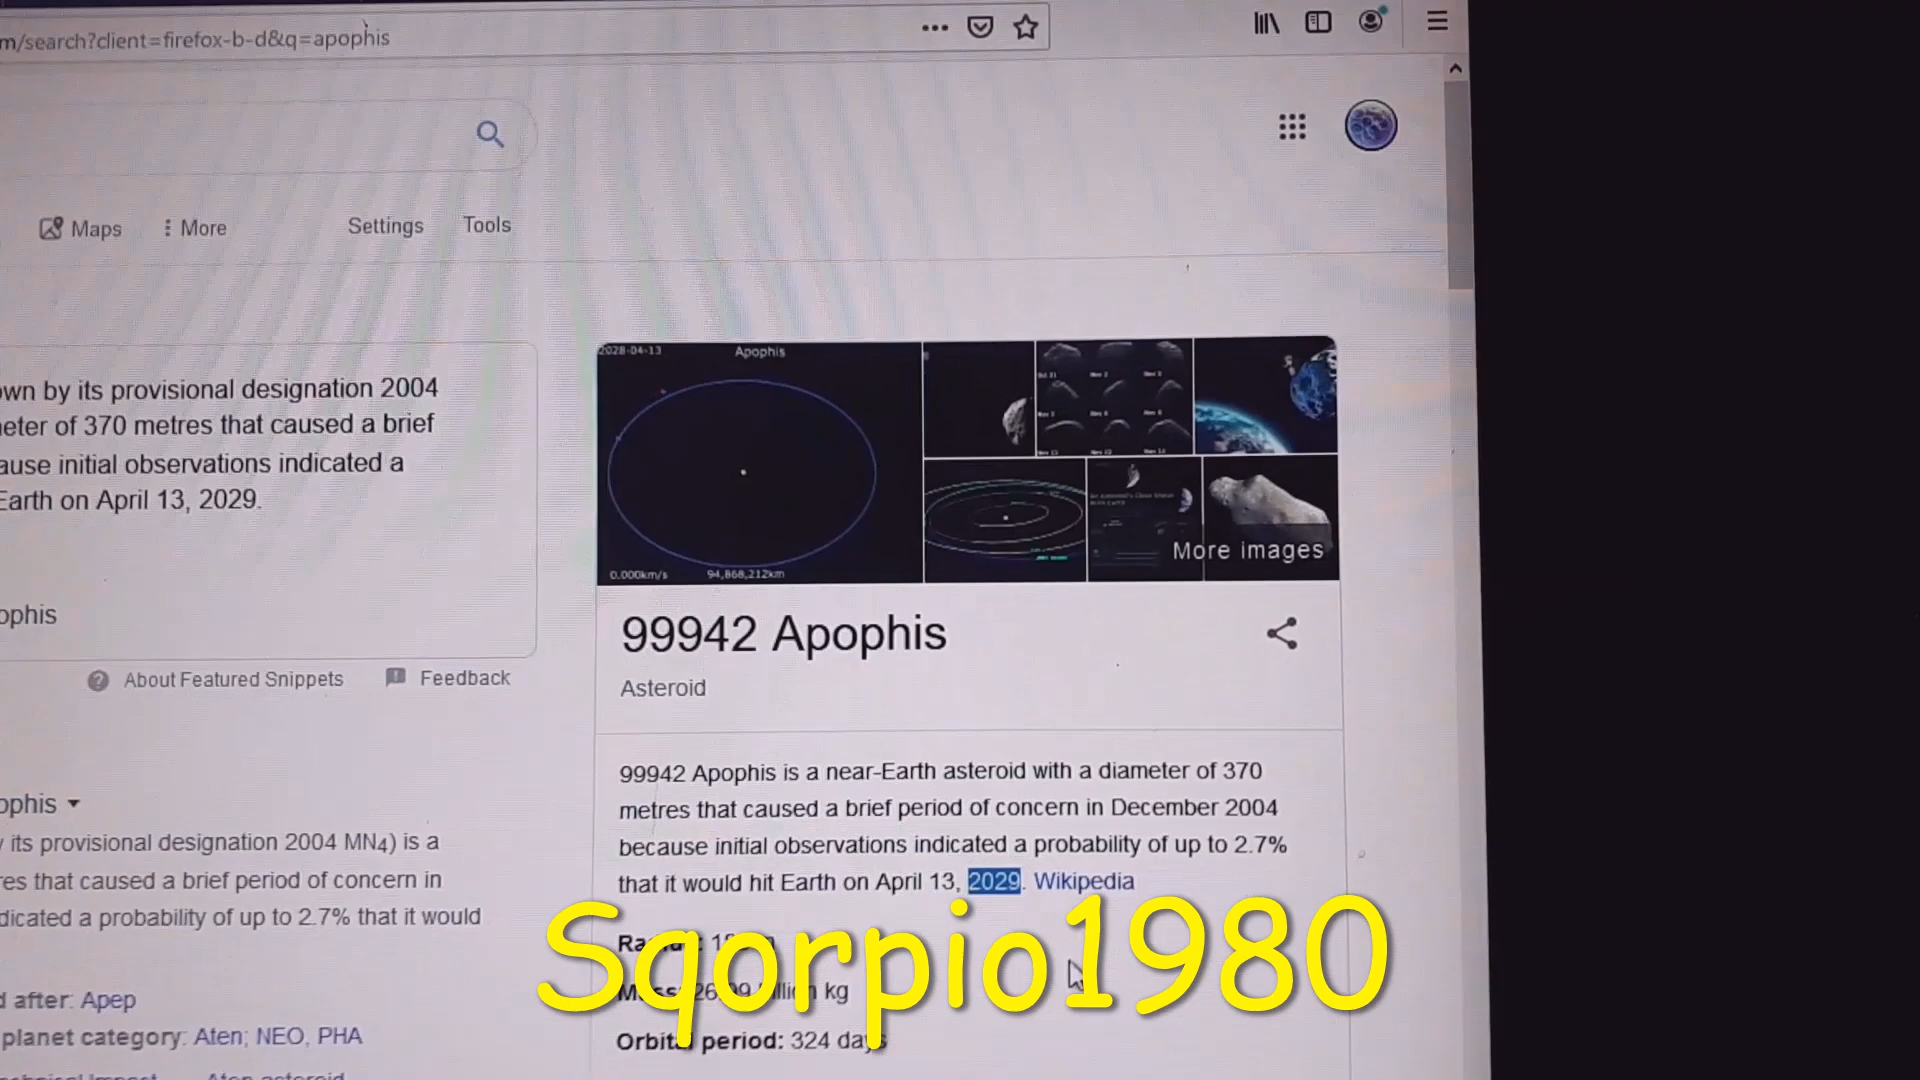 m/search?client=firefox-b-d&q=apophis
Maps
More
Settings
Tools
own by its provisional designation 2004
eter of 370 metres that caused a brief
ause initial observations indicated a
Earth on April 13, 2029.
ophis
About Featured Snippets
Feedback
ophis
its provisional designation 2004 MN4) is a
res that caused a brief period of concern in
dicated a probability of up to 2.7% that it would
d after: Apep
planet category: Aten; NEO, PHA
2028-04-13
Apophis
0.000km/s
94,868,212km
More images
99942 Apophis
Asteroid
99942 Apophis is a near-Earth asteroid with a diameter of 370
metres that caused a brief period of concern in December 2004
because initial observations indicated a probability of up to 2.7%
that it would hit Earth on April 13, 2029. Wikipedia
kg
Orbital period: 324 days
Sqorpio1980